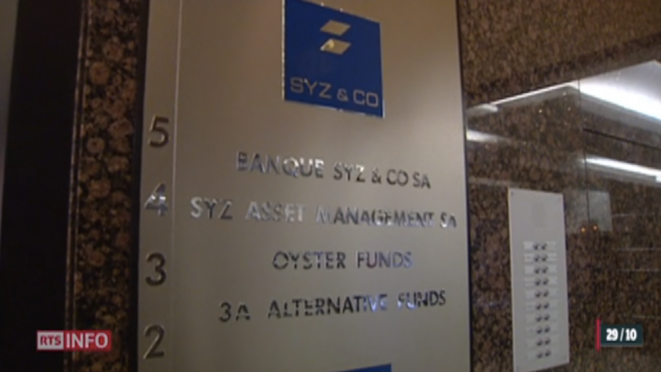 SYZ & CO
5
BANQUE SYZ & CO SA
4 SYZ ASSET MANAGEMENT SA
3 OYSTER FUNDS
3A ALTERNATIVE FUNDS
2
RTS INFO
29/10